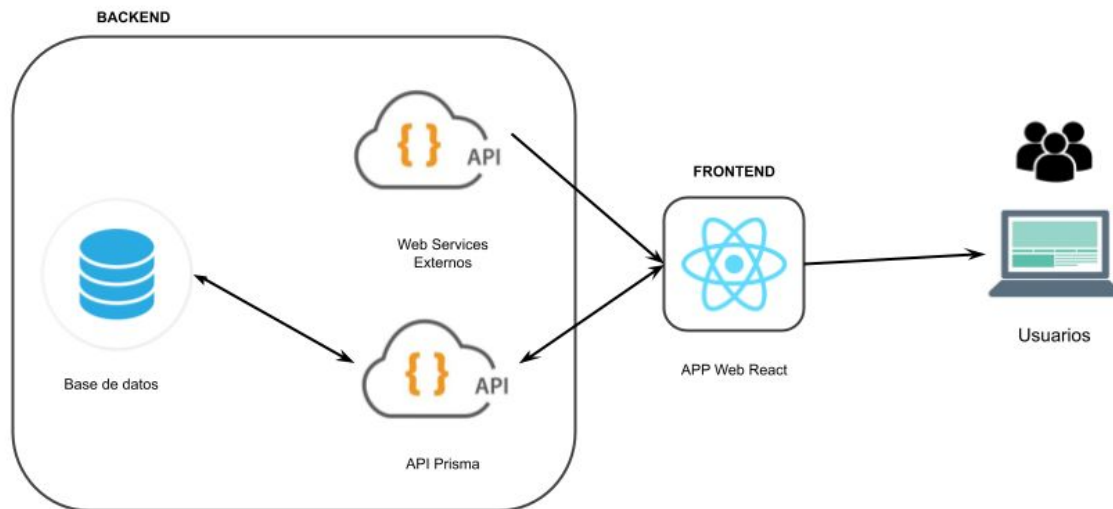 BACKEND
{ } API
Web Services
Externos
FRONTEND
Base de datos
{ } API
API Prisma
APP Web React
Usuarios